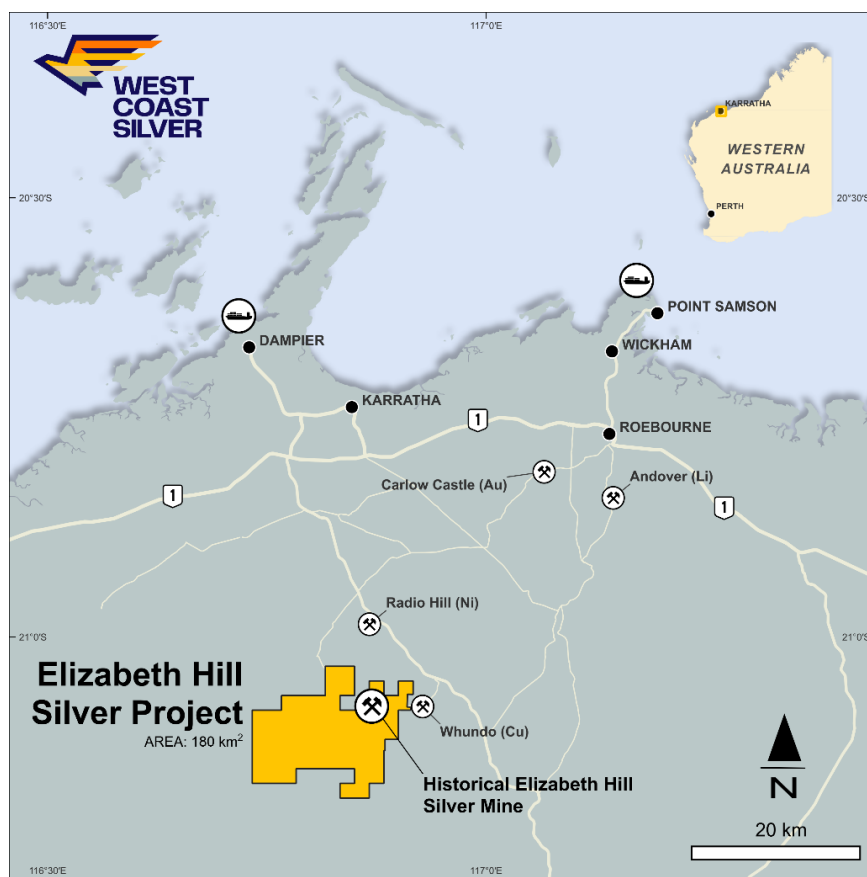 116°30'E
117°0'E
WEST
COAST
SILVER
KARRATHA
WESTERN
AUSTRALIA
PERTH
20°30'S
20°30'S
POINT SAMSON
DAMPIER
WICKHAM
KARRATHA
1
ROEBOURNE
Carlow Castle (Au)
Andover (Li)
1
1
Radio Hill (Ni)
21°0'S
21°0'S
Elizabeth Hill
Silver Project
AREA: 180 km²
Whundo (Cu)
Historical Elizabeth Hill
Silver Mine
N
20 km
116°30'E
117°0'E